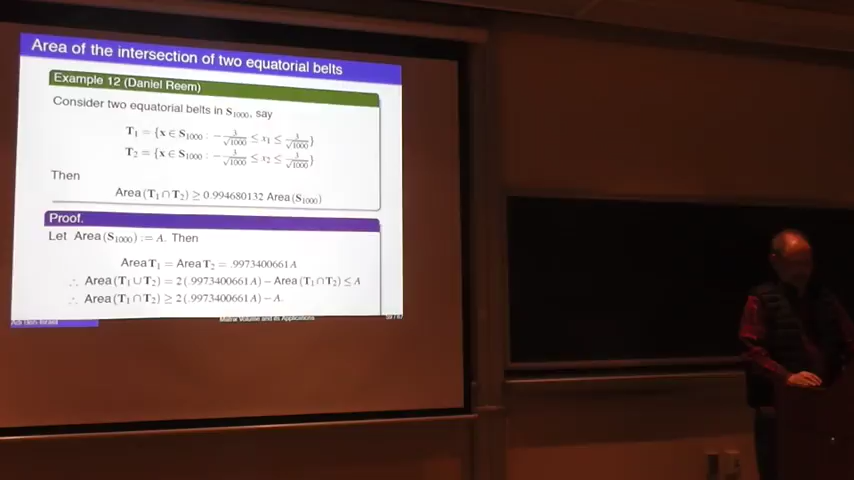 Area of the intersection of two equatorial belts
Example 12 (Daniel Reem)
Consider two equatorial belts in S₁₀₀₀, say
T₁ = {x ∈ S₁₀₀₀ : −3/√1000 ≤ x₁ ≤ 3/√1000}
T₂ = {x ∈ S₁₀₀₀ : −3/√1000 ≤ x₂ ≤ 3/√1000}
Then
Area (T₁ ∩ T₂) ≥ 0.994680132 Area (S₁₀₀₀)
Proof.
Let Area (S₁₀₀₀) := A. Then
Area T₁ = Area T₂ = .9973400661A
∴ Area (T₁ ∪ T₂) = 2(.9973400661A) − Area (T₁ ∩ T₂) ≤ A
∴ Area (T₁ ∩ T₂) ≥ 2(.9973400661A) − A.
Matrix Volume and its Applications